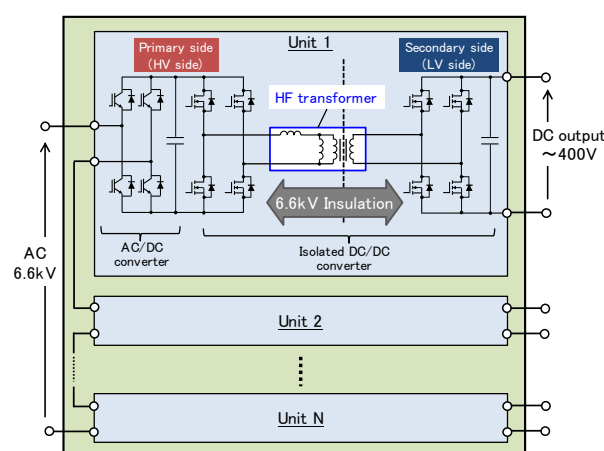 Unit 1
Primary side
(HV side)
Secondary side
(LV side)
HF transformer
DC output
~400V
6.6kV Insulation
AC/DC
converter
Isolated DC/DC
converter
AC
6.6kV
Unit 2
Unit N